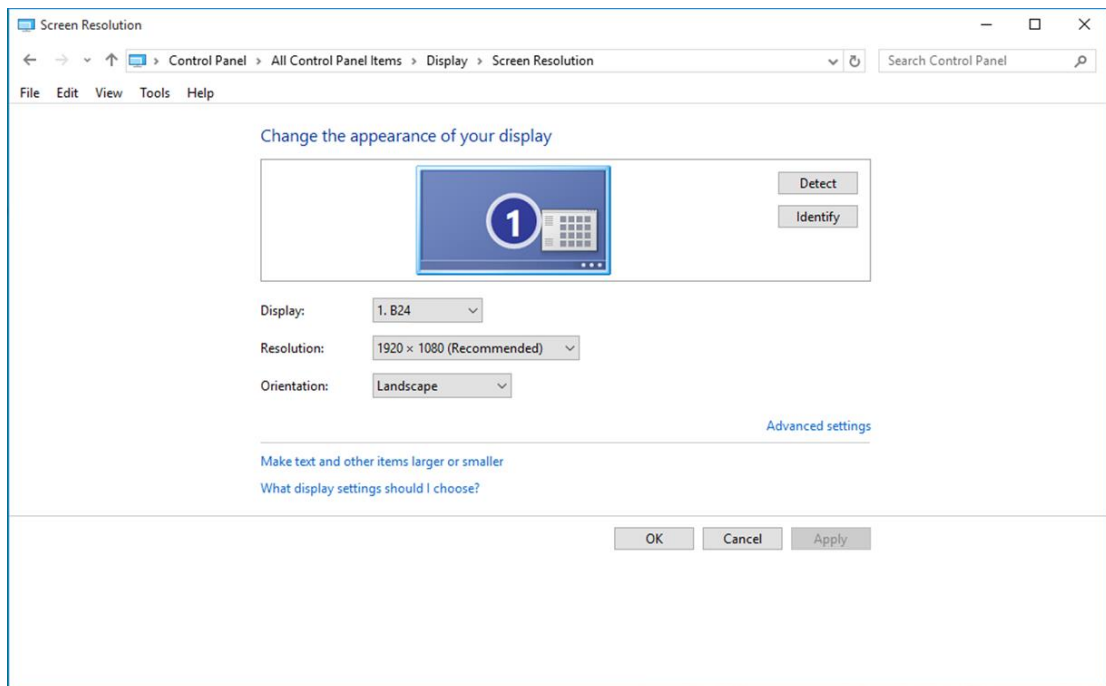 Screen Resolution
Control Panel > All Control Panel Items > Display > Screen Resolution
Search Control Panel
File Edit View Tools Help
Change the appearance of your display
1
Detect
Identify
Display: 1. B24
Resolution: 1920 × 1080 (Recommended)
Orientation: Landscape
Advanced settings
Make text and other items larger or smaller
What display settings should I choose?
OK Cancel Apply